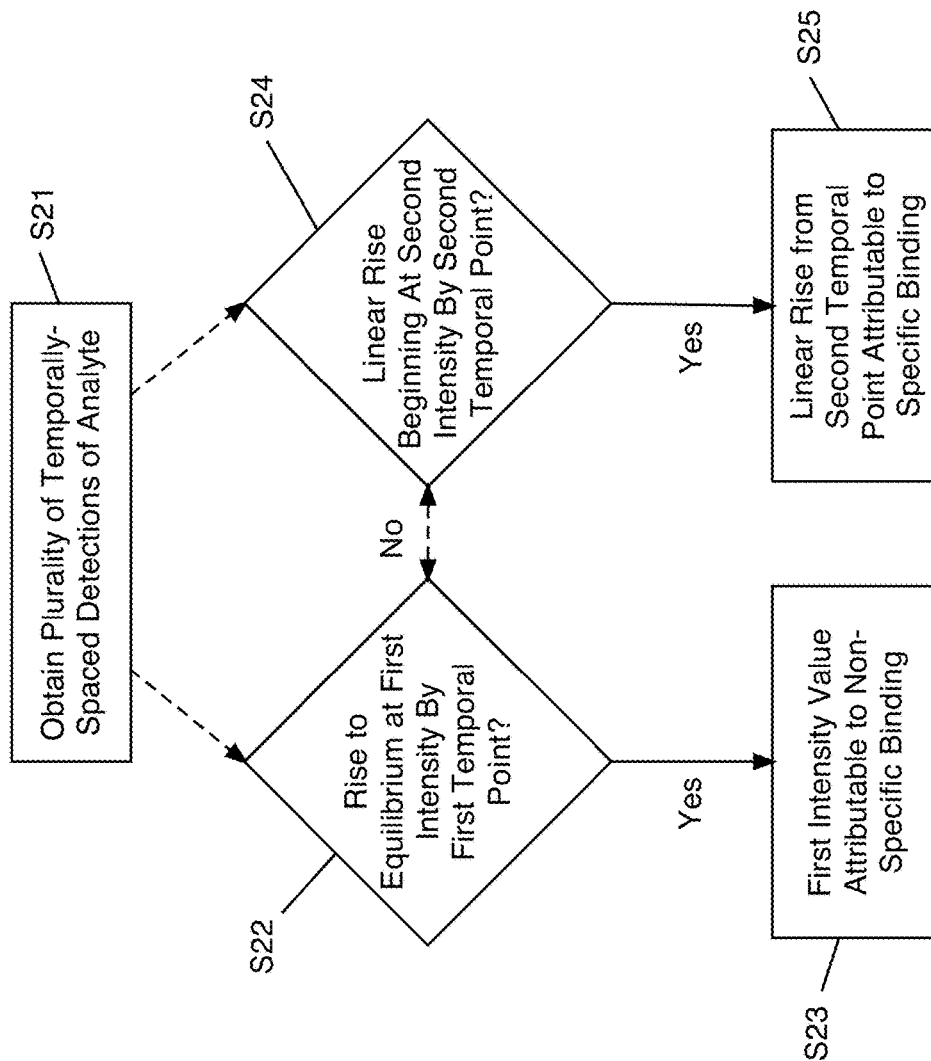 S21
Obtain Plurality of Temporally-
Spaced Detections of Analyte
S22
Rise to
Equilibrium at First
Intensity By
First Temporal
Point?
No
S24
Linear Rise
Beginning At Second
Intensity By Second
Temporal Point?
Yes
Yes
S23
First Intensity Value
Attributable to Non-
Specific Binding
S25
Linear Rise from
Second Temporal
Point Attributable to
Specific Binding